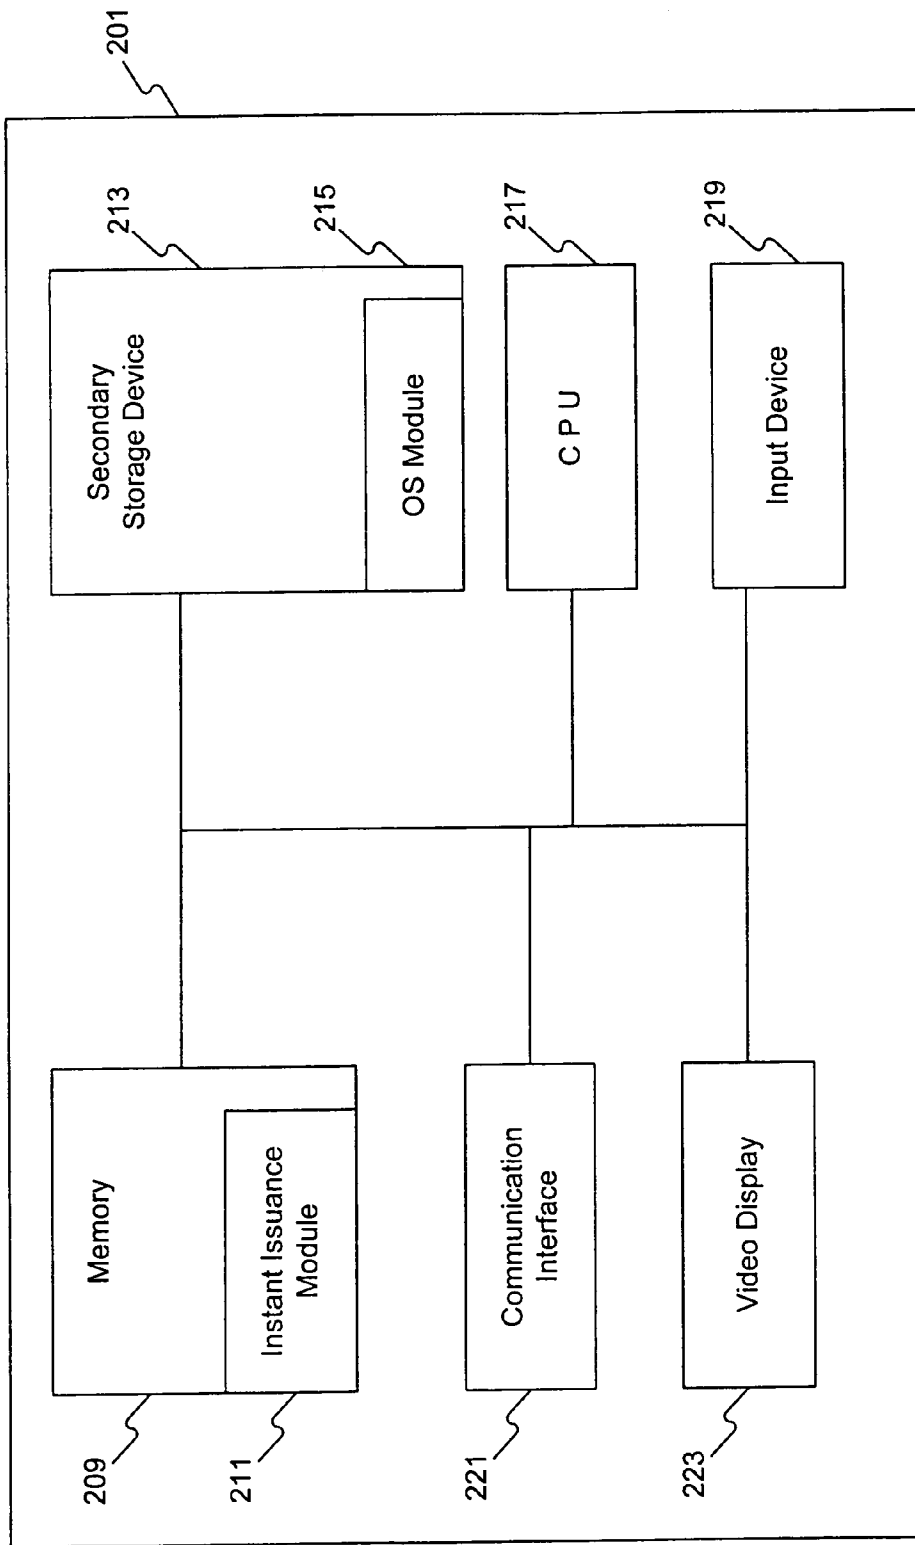 201
209
Memory
211
Instant Issuance
Module
213
Secondary
Storage Device
215
OS Module
221
Communication
Interface
217
C P U
223
Video Display
219
Input Device